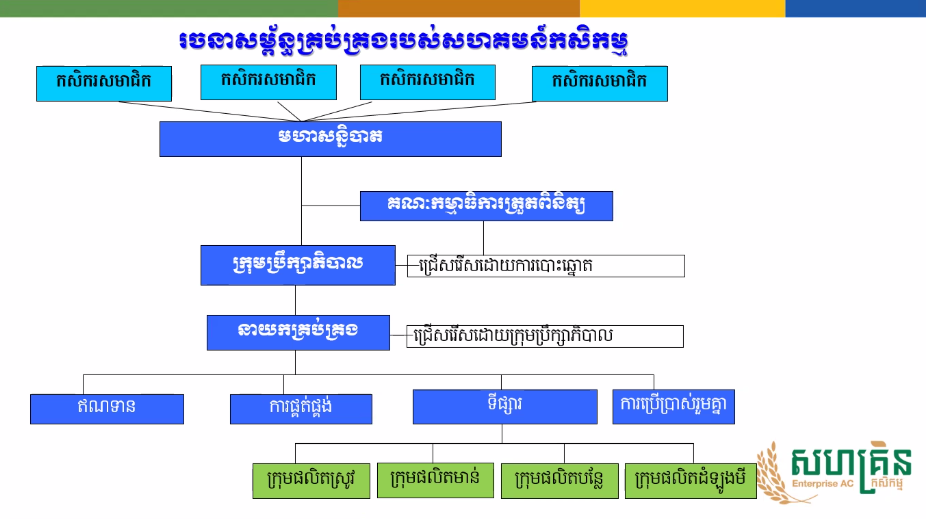 រចនាសម្ព័ន្ធគ្រប់គ្រងរបស់សហគមន៍កសិកម្ម
កសិករសមាជិក
កសិករសមាជិក
កសិករសមាជិក
កសិករសមាជិក
មហាសន្និបាត
គណៈកម្មាធិការត្រួតពិនិត្យ
ក្រុមប្រឹក្សាភិបាល
ជ្រើសរើសដោយការបោះឆ្នោត
នាយកគ្រប់គ្រង
ជ្រើសរើសដោយក្រុមប្រឹក្សាភិបាល
ឥណទាន
ការផ្គត់ផ្គង់
ទីផ្សារ
ការប្រើប្រាស់រួមគ្នា
ក្រុមផលិតស្រូវ
ក្រុមផលិតមាន់
ក្រុមផលិតបន្លែ
ក្រុមផលិតដំឡូងមី
សហគ្រិន
Enterprise AC
កសិកម្ម